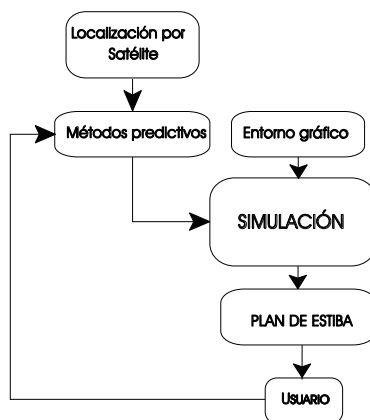 Localización por
Satélite
Métodos predictivos
Entorno gráfico
SIMULACIÓN
PLAN DE ESTIBA
USUARIO